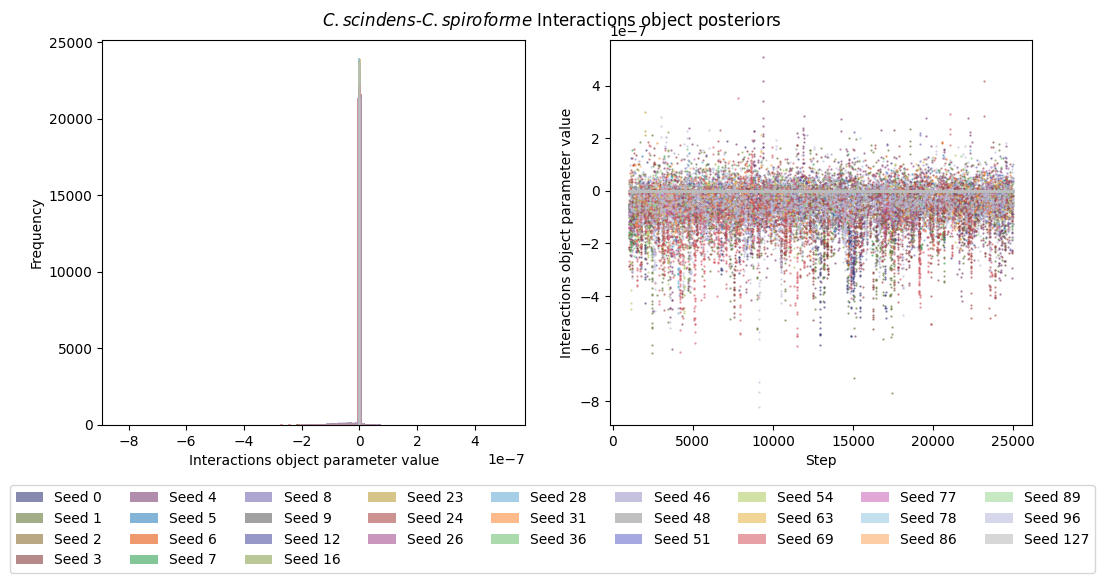 C. scindens-C. spiroforme Interactions object posteriors
25000
20000
15000
10000
5000
0
Frequency
−8 −6 −4 −2 0 2 4
1e−7
Interactions object parameter value
1e−7
4
2
0
−2
−4
−6
−8
Interactions object parameter value
0 5000 10000 15000 20000 25000
Step
Seed 0 Seed 4 Seed 8 Seed 23 Seed 28 Seed 46 Seed 54 Seed 77 Seed 89
Seed 1 Seed 5 Seed 9 Seed 24 Seed 31 Seed 48 Seed 63 Seed 78 Seed 96
Seed 2 Seed 6 Seed 12 Seed 26 Seed 36 Seed 51 Seed 69 Seed 86 Seed 127
Seed 3 Seed 7 Seed 16